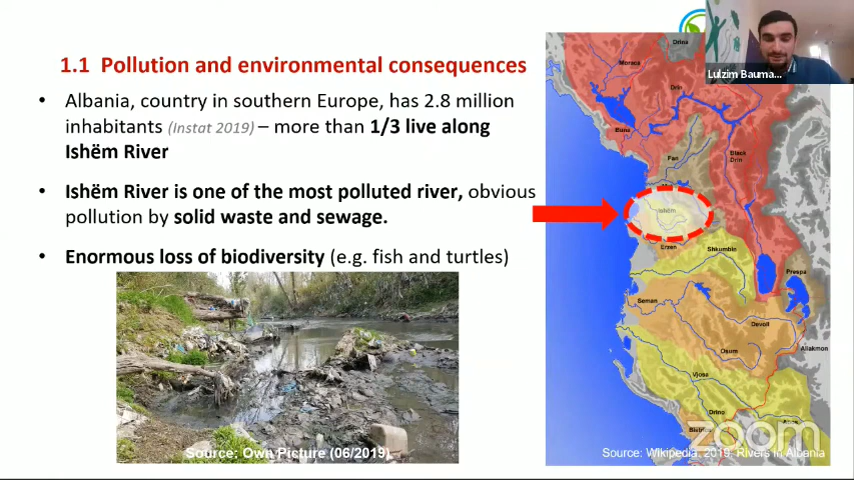 1.1 Pollution and environmental consequences
• Albania, country in southern Europe, has 2.8 million
inhabitants (Instat 2019) – more than 1/3 live along
Ishëm River
• Ishëm River is one of the most polluted river, obvious
pollution by solid waste and sewage.
• Enormous loss of biodiversity (e.g. fish and turtles)
Source: Own Picture (06/2019)
Lulzim Bauma...
Drina
Moraca
Drin
Buna
Black
Drin
Fan
Ishëm
Erzen
Shkumbin
Prespa
Seman
Devoll
Osum
Aliakmon
Vjosa
Drino
Bistrica
zoom
Source: Wikipedia, 2019: Rivers in Albania